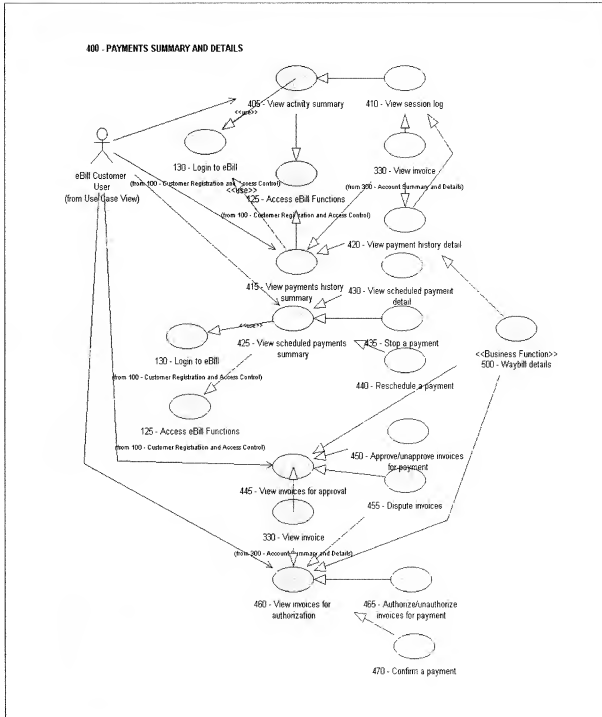 400 - PAYMENTS SUMMARY AND DETAILS
405 - View activity summary
410 - View session log
<<use>>
130 - Login to eBill
330 - View invoice
eBill Customer
User
(from Use Case View)
(from 100 - Customer Registration and Access Control)
(from 300 - Account Summary and Details)
<<use>>
125 - Access eBill Functions
(from 100 - Customer Registration and Access Control)
420 - View payment history detail
415 - View payments history
summary
430 - View scheduled payment
detail
<<use>>
425 - View scheduled payments
summary
435 - Stop a payment
<<Business Function>>
500 - Waybill details
130 - Login to eBill
(from 100 - Customer Registration and Access Control)
440 - Reschedule a payment
125 - Access eBill Functions
(from 100 - Customer Registration and Access Control)
450 - Approve/unapprove invoices
for payment
445 - View invoices for approval
455 - Dispute invoices
330 - View invoice
(from 300 - Account Summary and Details)
460 - View invoices for
authorization
465 - Authorize/unauthorize
invoices for payment
470 - Confirm a payment